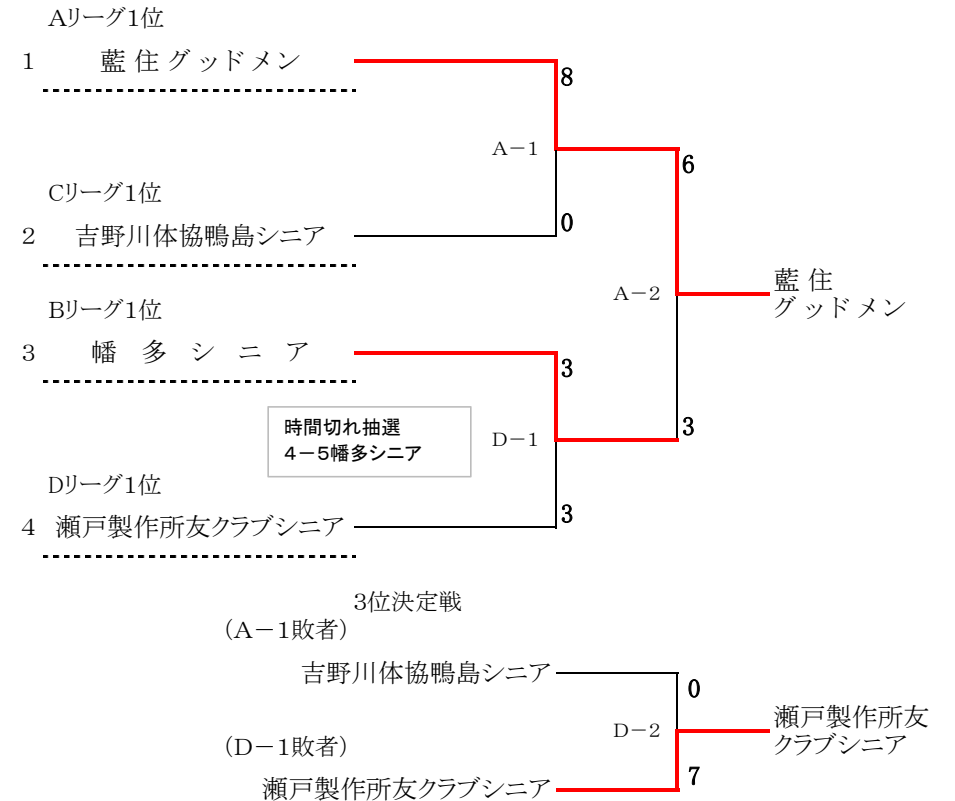 Aリーグ1位
1 藍住グッドメン
8
A－1
6
Cリーグ1位
0
2 吉野川体協鴨島シニア
A－2
藍住
グッドメン
Bリーグ1位
3 幡多シニア
3
時間切れ抽選
4－5幡多シニア
D－1
3
Dリーグ1位
3
4 瀬戸製作所友クラブシニア
3位決定戦
(A－1敗者)
吉野川体協鴨島シニア
0
D－2
瀬戸製作所友
クラブシニア
(D－1敗者)
7
瀬戸製作所友クラブシニア